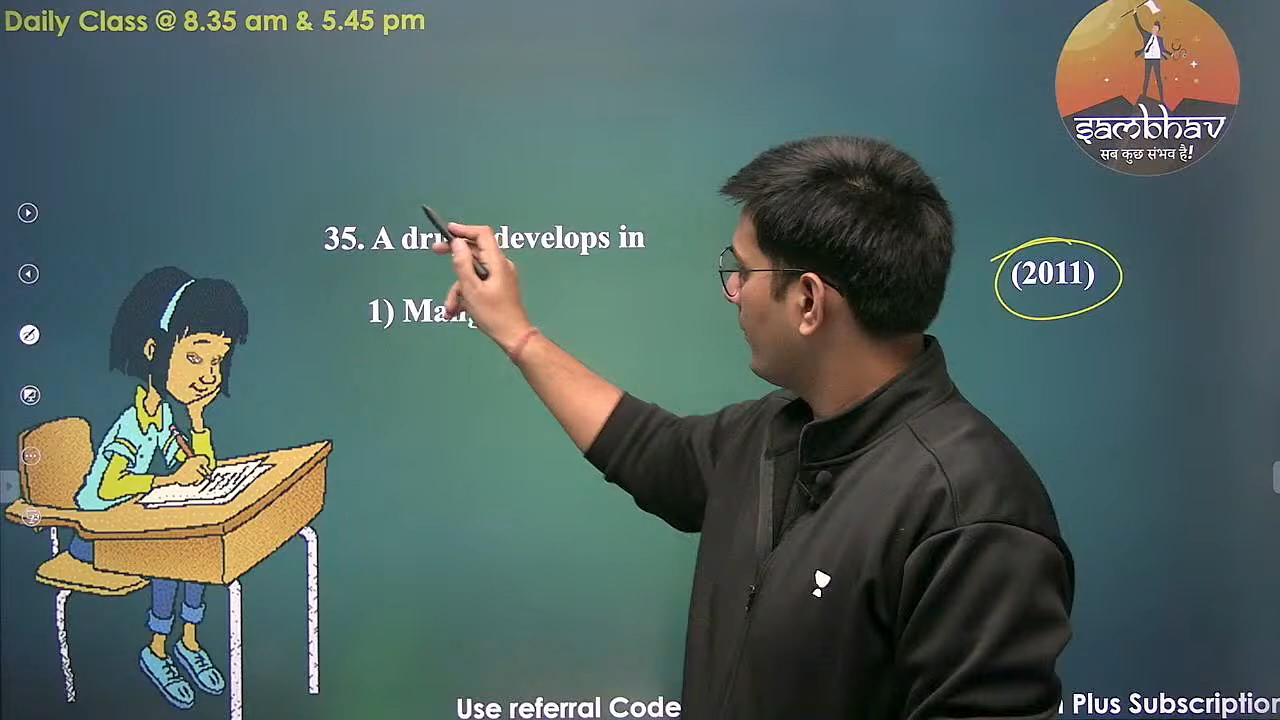 Daily Class @ 8.35 am & 5.45 pm
sambhav
सब कुछ संभव है!
35. A develops in
(2011)
1)
Use referral Code
Plus Subscription